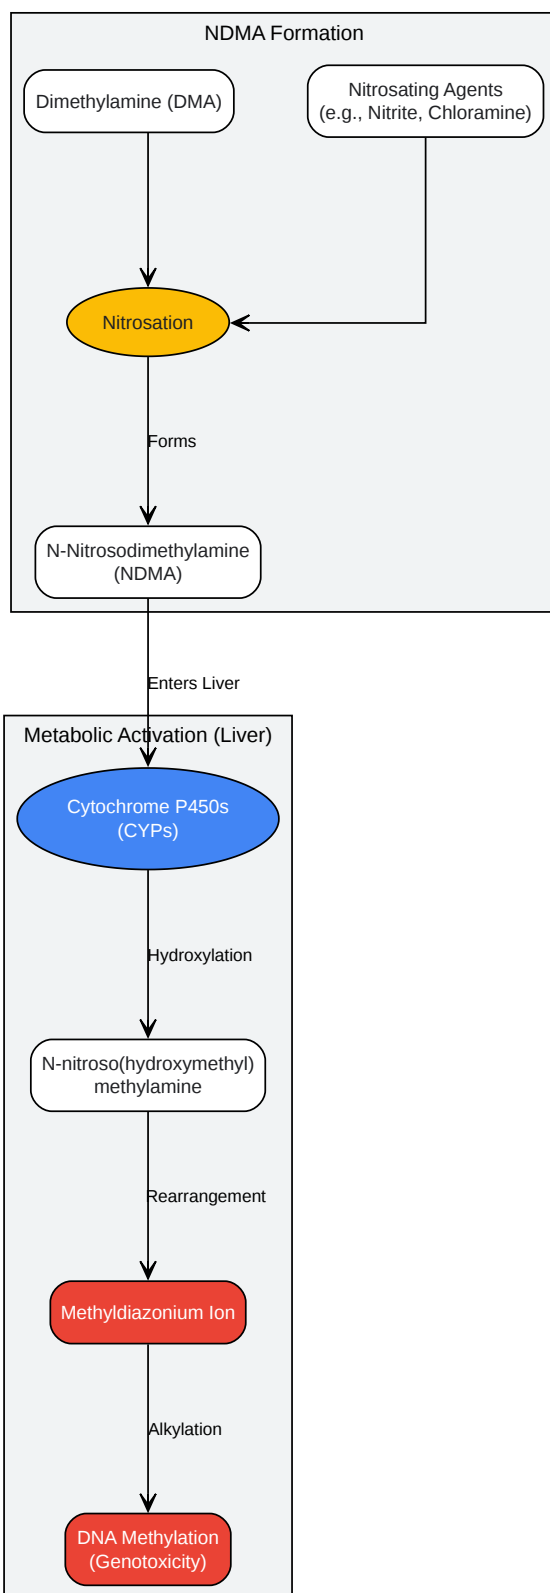 NDMA Formation
Dimethylamine (DMA)
Nitrosating Agents
(e.g., Nitrite, Chloramine)
Nitrosation
Forms
N-Nitrosodimethylamine
(NDMA)
Enters Liver
Metabolic Activation (Liver)
Cytochrome P450s
(CYPs)
Hydroxylation
N-nitroso(hydroxymethyl)
methylamine
Rearrangement
Methyldiazonium Ion
Alkylation
DNA Methylation
(Genotoxicity)